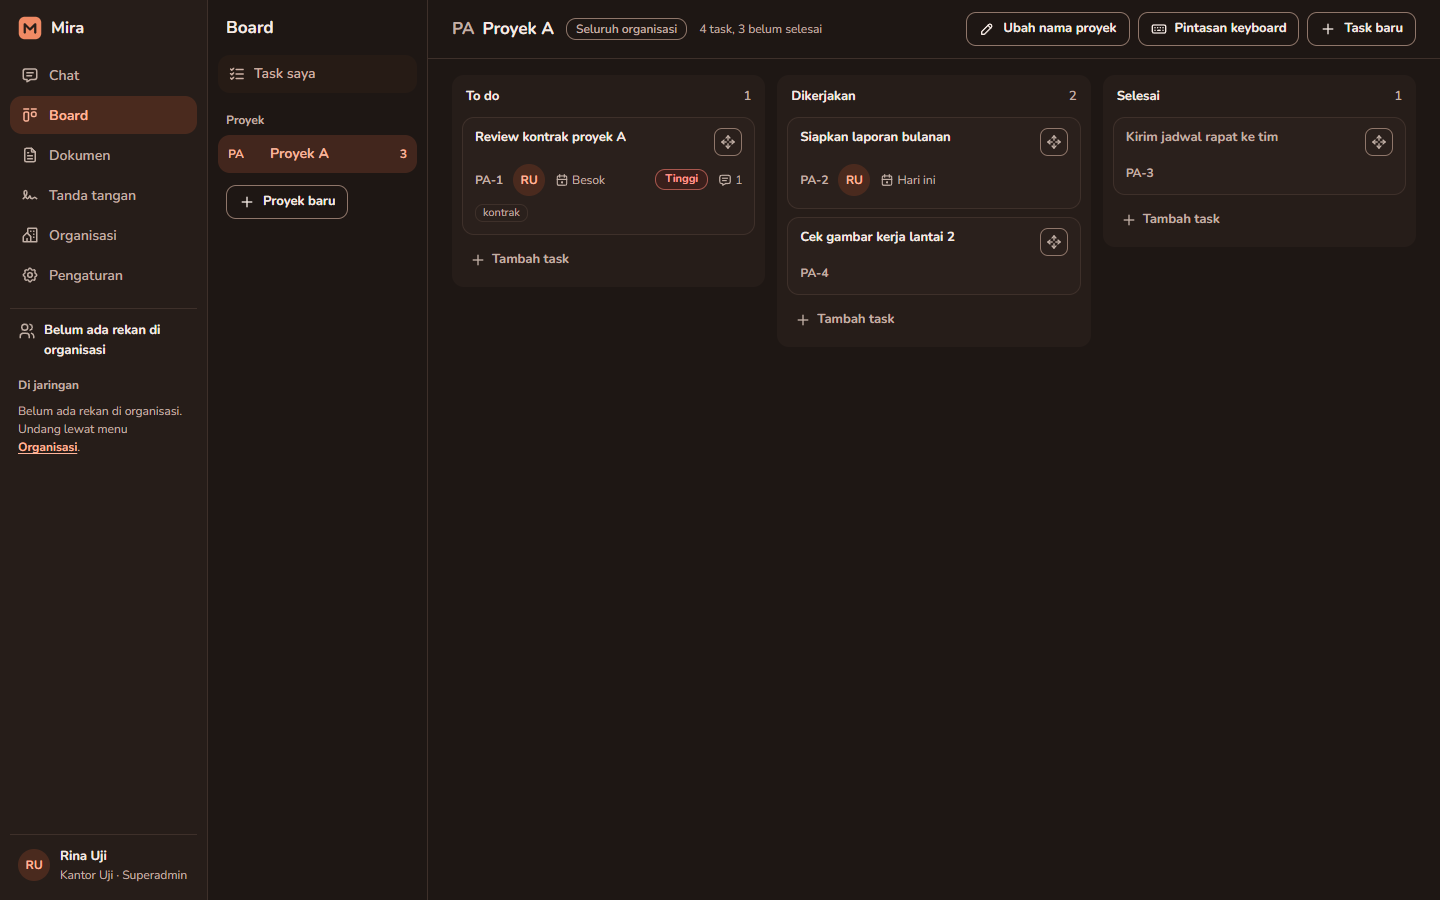 Mira
Chat
Board
Dokumen
Tanda tangan
Organisasi
Pengaturan
Belum ada rekan di
organisasi
Di jaringan
Belum ada rekan di organisasi.
Undang lewat menu
Organisasi.
RU
Rina Uji
Kantor Uji · Superadmin
Board
Task saya
Proyek
PA Proyek A 3
Proyek baru
PA Proyek A Seluruh organisasi 4 task, 3 belum selesai
Ubah nama proyek
Pintasan keyboard
Task baru
To do 1
Review kontrak proyek A
PA-1 RU Besok Tinggi 1
kontrak
Tambah task
Dikerjakan 2
Siapkan laporan bulanan
PA-2 RU Hari ini
Cek gambar kerja lantai 2
PA-4
Tambah task
Selesai 1
Kirim jadwal rapat ke tim
PA-3
Tambah task